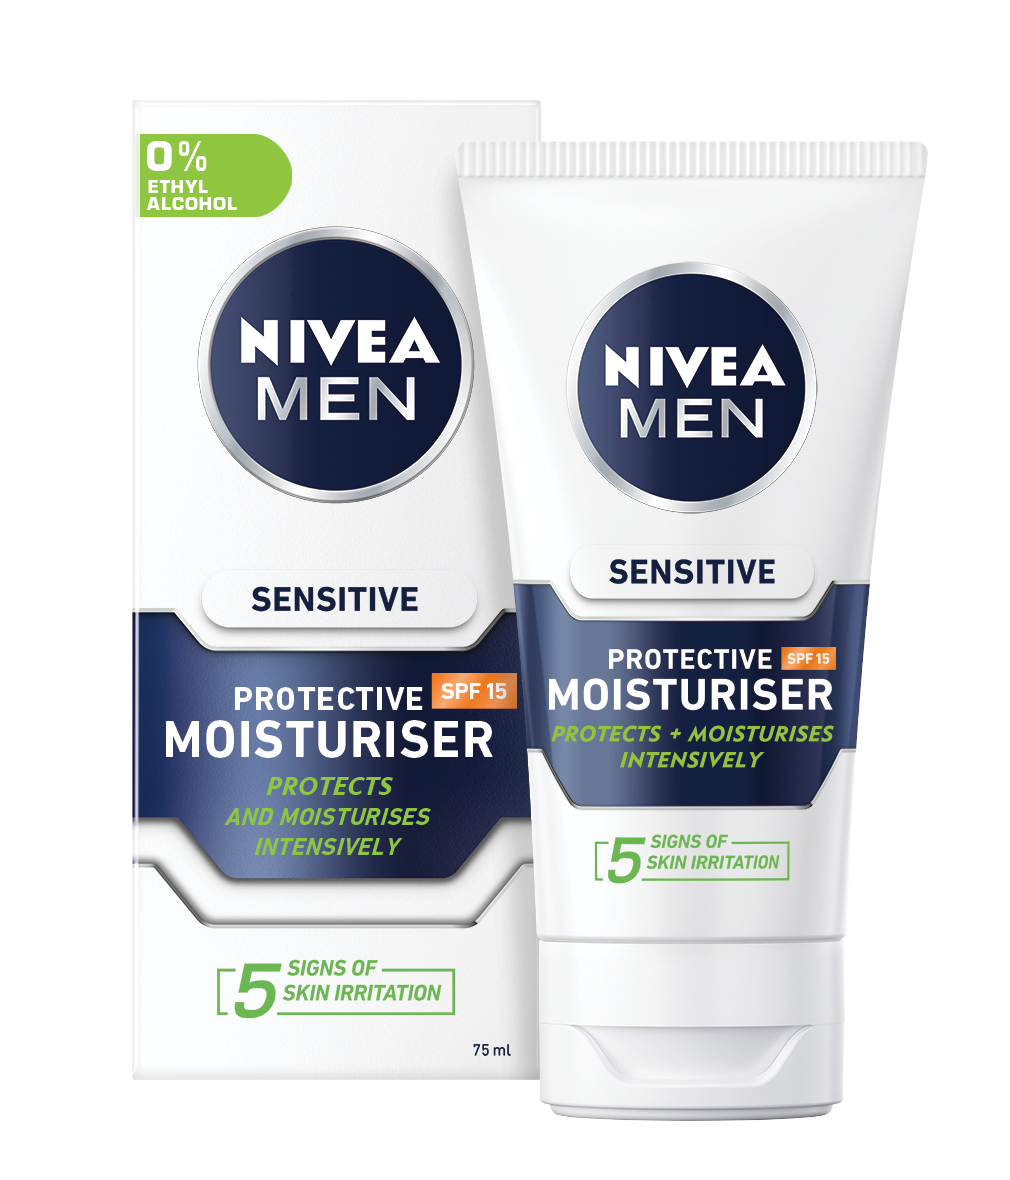 0%
ETHYL
ALCOHOL
NIVEA
MEN
SENSITIVE
PROTECTIVE SPF 15
MOISTURISER
PROTECTS
AND MOISTURISES
INTENSIVELY
5 SIGNS OF
SKIN IRRITATION
75 ml
NIVEA
MEN
SENSITIVE
PROTECTIVE SPF 15
MOISTURISER
PROTECTS + MOISTURISES
INTENSIVELY
5 SIGNS OF
SKIN IRRITATION